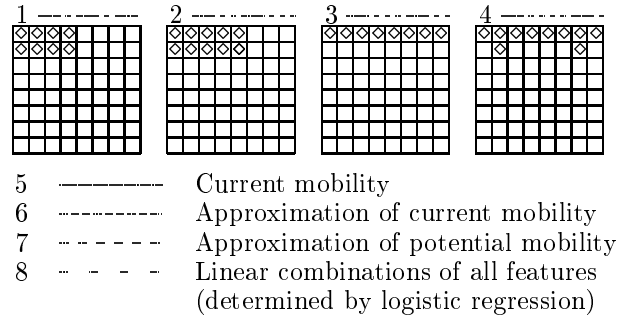 1 2 3 4
5 Current mobility
6 Approximation of current mobility
7 Approximation of potential mobility
8 Linear combinations of all features
(determined by logistic regression)